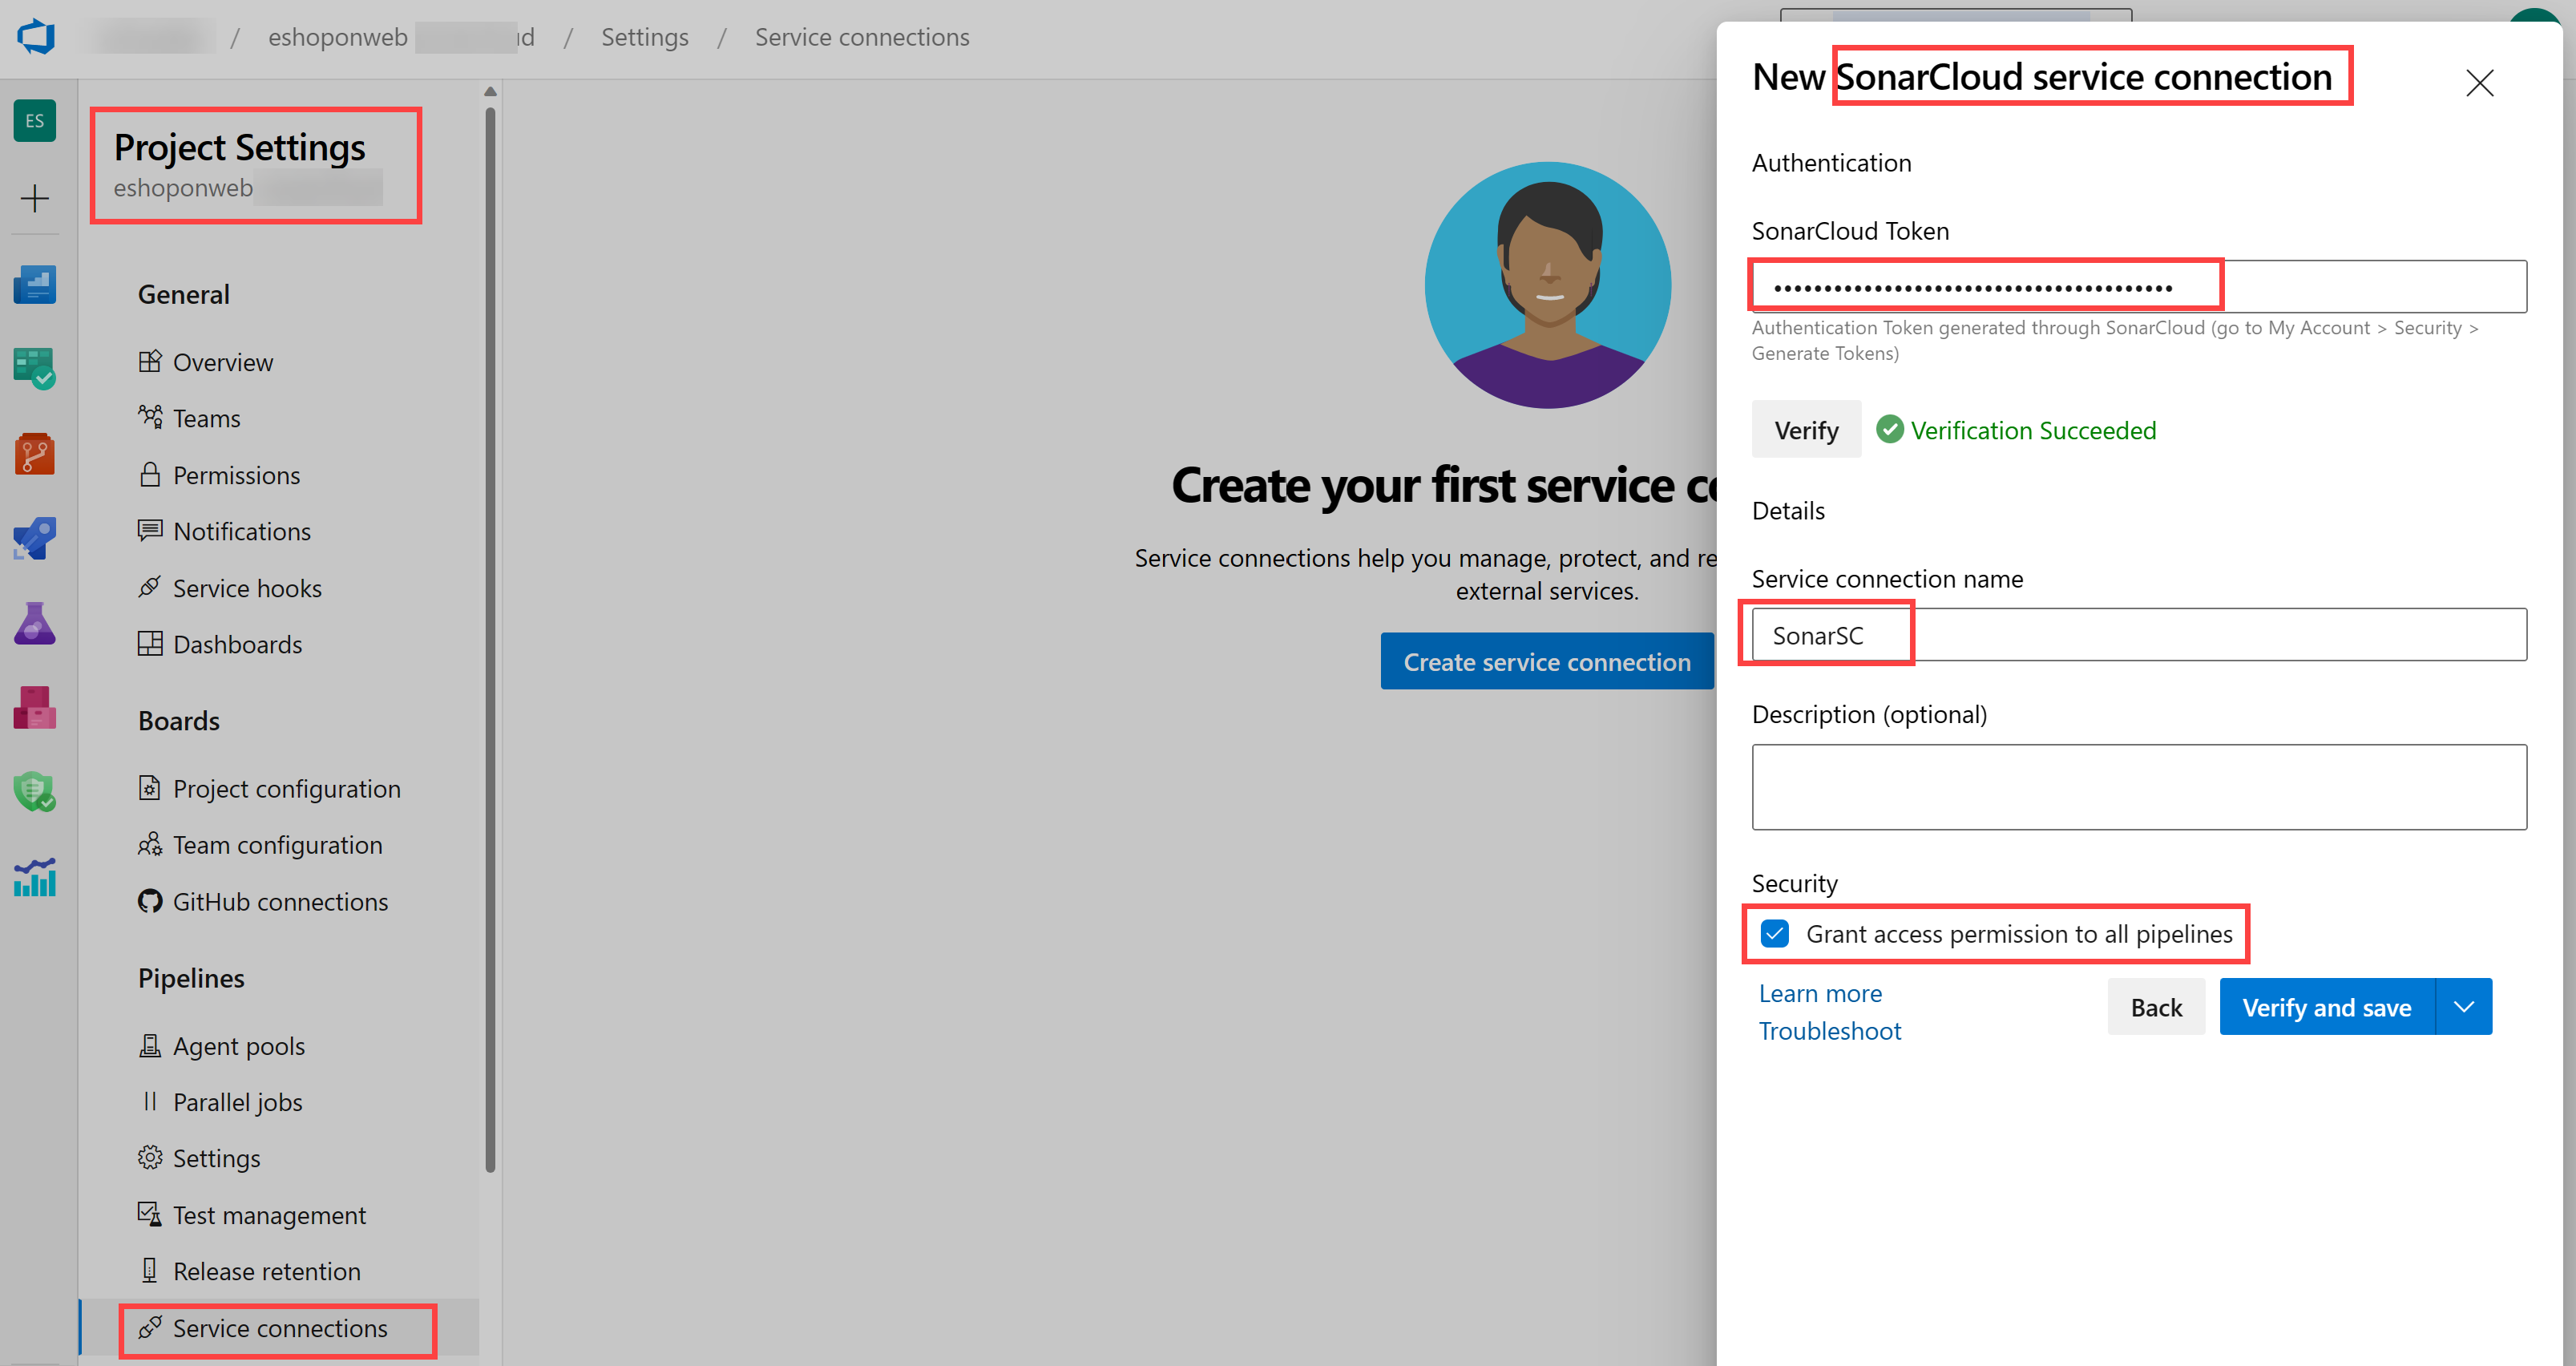 / eshoponweb d / Settings / Service connections
ES
Project Settings
eshoponweb
General
Overview
Teams
Permissions
Notifications
Service hooks
Dashboards
Boards
Project configuration
Team configuration
GitHub connections
Pipelines
Agent pools
Parallel jobs
Settings
Test management
Release retention
Service connections
Create your first service co
Service connections help you manage, protect, and re
external services.
Create service connection
New SonarCloud service connection
Authentication
SonarCloud Token
••••••••••••••••••••••••••••••••••••••••
Authentication Token generated through SonarCloud (go to My Account > Security >
Generate Tokens)
Verify
Verification Succeeded
Details
Service connection name
SonarSC
Description (optional)
Security
Grant access permission to all pipelines
Learn more
Troubleshoot
Back
Verify and save